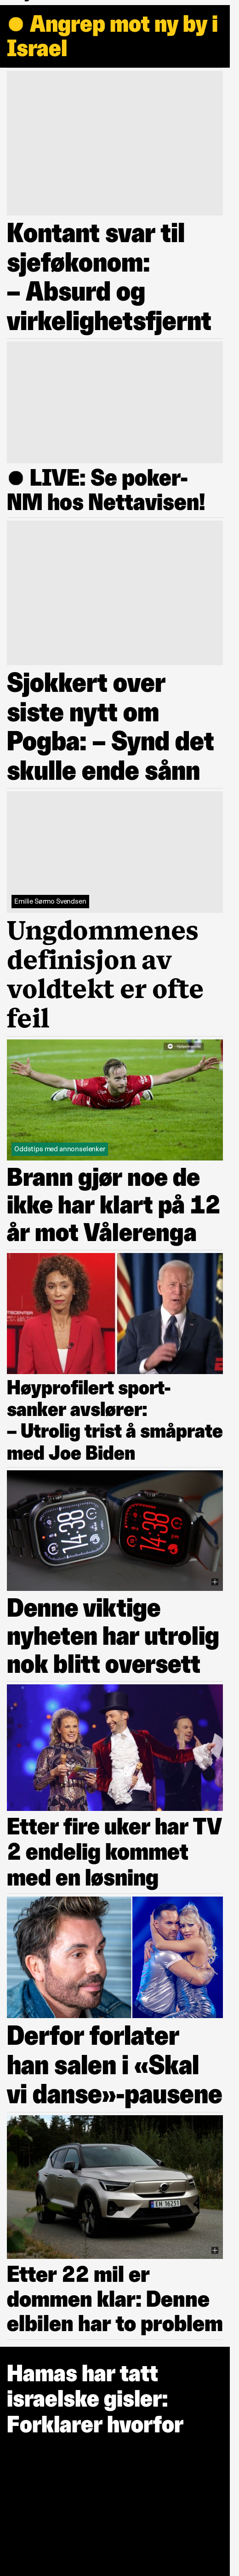 ● Angrep mot ny by i
Israel
Kontant svar til
sjeføkonom:
– Absurd og
virkelighetsfjernt
● LIVE: Se poker-
NM hos Nettavisen!
Sjokkert over
siste nytt om
Pogba: – Synd det
skulle ende sånn
Emilie Sørmo Svendsen
Ungdommenes
definisjon av
voldtekt er ofte
feil
Oddstips med annonselenker
Brann gjør noe de
ikke har klart på 12
år mot Vålerenga
Høyprofilert sport-
sanker avslører:
– Utrolig trist å småprate
med Joe Biden
14:38
14:38
Denne viktige
nyheten har utrolig
nok blitt oversett
Etter fire uker har TV
2 endelig kommet
med en løsning
Derfor forlater
han salen i «Skal
vi danse»-pausene
Etter 22 mil er
dommen klar: Denne
elbilen har to problem
Hamas har tatt
israelske gisler:
Forklarer hvorfor